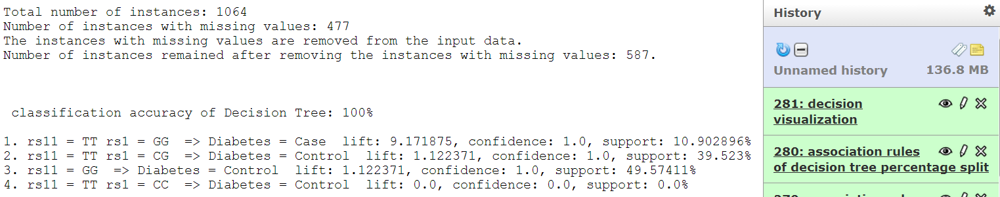 Total number of instances: 1064
Number of instances with missing values: 477
The instances with missing values are removed from the input data.
Number of instances remained after removing the instances with missing values: 587.
classification accuracy of Decision Tree: 100%
1. rs11 = TT rs1 = GG  => Diabetes = Case  lift: 9.171875, confidence: 1.0, support: 10.902896%
2. rs11 = TT rs1 = CG  => Diabetes = Control  lift: 1.122371, confidence: 1.0, support: 39.523%
3. rs11 = GG  => Diabetes = Control  lift: 1.122371, confidence: 1.0, support: 49.57411%
4. rs11 = TT rs1 = CC  => Diabetes = Control  lift: 0.0, confidence: 0.0, support: 0.0%
History
Unnamed history 136.8 MB
281: decision
visualization
280: association rules
of decision tree percentage split